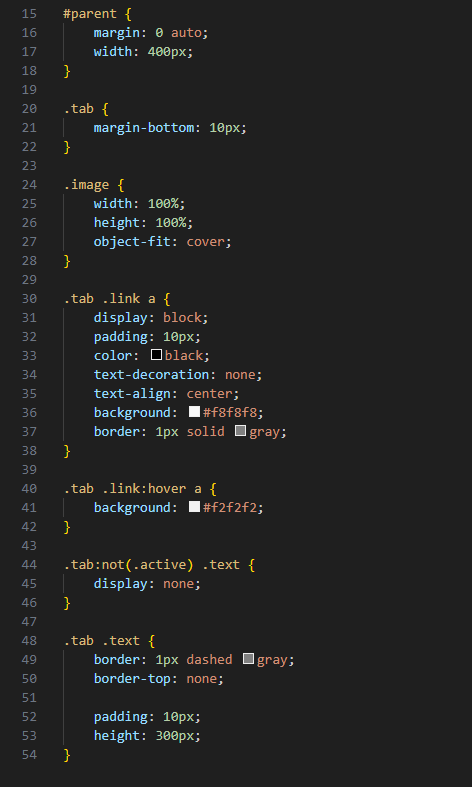 15 #parent {
16     margin: 0 auto;
17     width: 400px;
18 }
19
20 .tab {
21     margin-bottom: 10px;
22 }
23
24 .image {
25     width: 100%;
26     height: 100%;
27     object-fit: cover;
28 }
29
30 .tab .link a {
31     display: block;
32     padding: 10px;
33     color: black;
34     text-decoration: none;
35     text-align: center;
36     background: #f8f8f8;
37     border: 1px solid gray;
38 }
39
40 .tab .link:hover a {
41     background: #f2f2f2;
42 }
43
44 .tab:not(.active) .text {
45     display: none;
46 }
47
48 .tab .text {
49     border: 1px dashed gray;
50     border-top: none;
51
52     padding: 10px;
53     height: 300px;
54 }